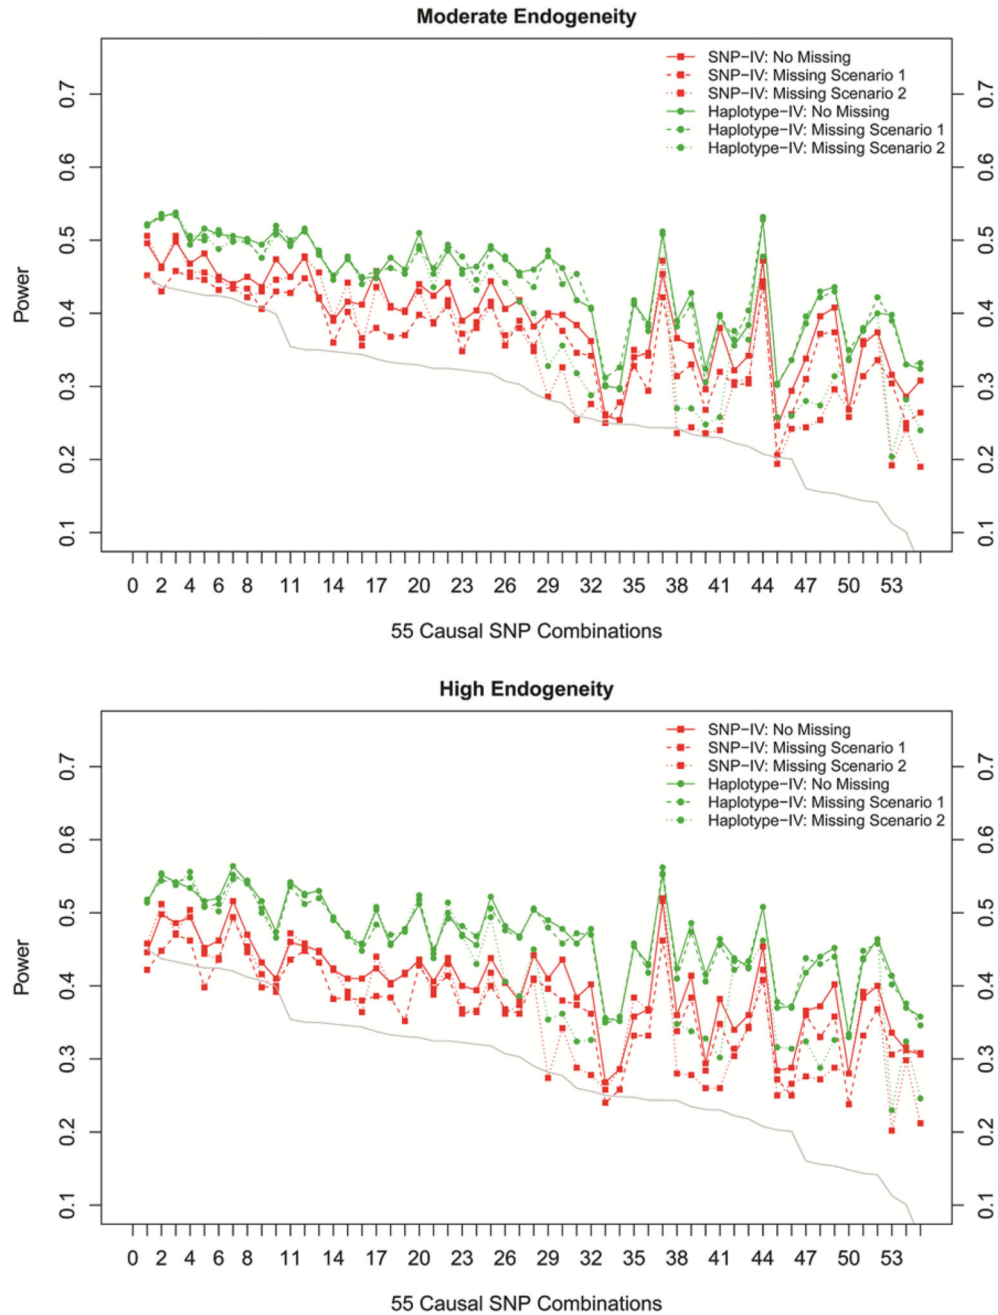 Moderate Endogeneity
SNP−IV: No Missing
SNP−IV: Missing Scenario 1
SNP−IV: Missing Scenario 2
Haplotype−IV: No Missing
Haplotype−IV: Missing Scenario 1
Haplotype−IV: Missing Scenario 2
Power
0.7 0.7
0.6 0.6
0.5 0.5
0.4 0.4
0.3 0.3
0.2 0.2
0.1 0.1
0 2 5 8 11 14 17 20 23 26 29 32 35 38 41 44 47 50 53
55 Causal SNP Combinations
High Endogeneity
SNP−IV: No Missing
SNP−IV: Missing Scenario 1
SNP−IV: Missing Scenario 2
Haplotype−IV: No Missing
Haplotype−IV: Missing Scenario 1
Haplotype−IV: Missing Scenario 2
Power
0.7 0.7
0.6 0.6
0.5 0.5
0.4 0.4
0.3 0.3
0.2 0.2
0.1 0.1
0 2 5 8 11 14 17 20 23 26 29 32 35 38 41 44 47 50 53
55 Causal SNP Combinations